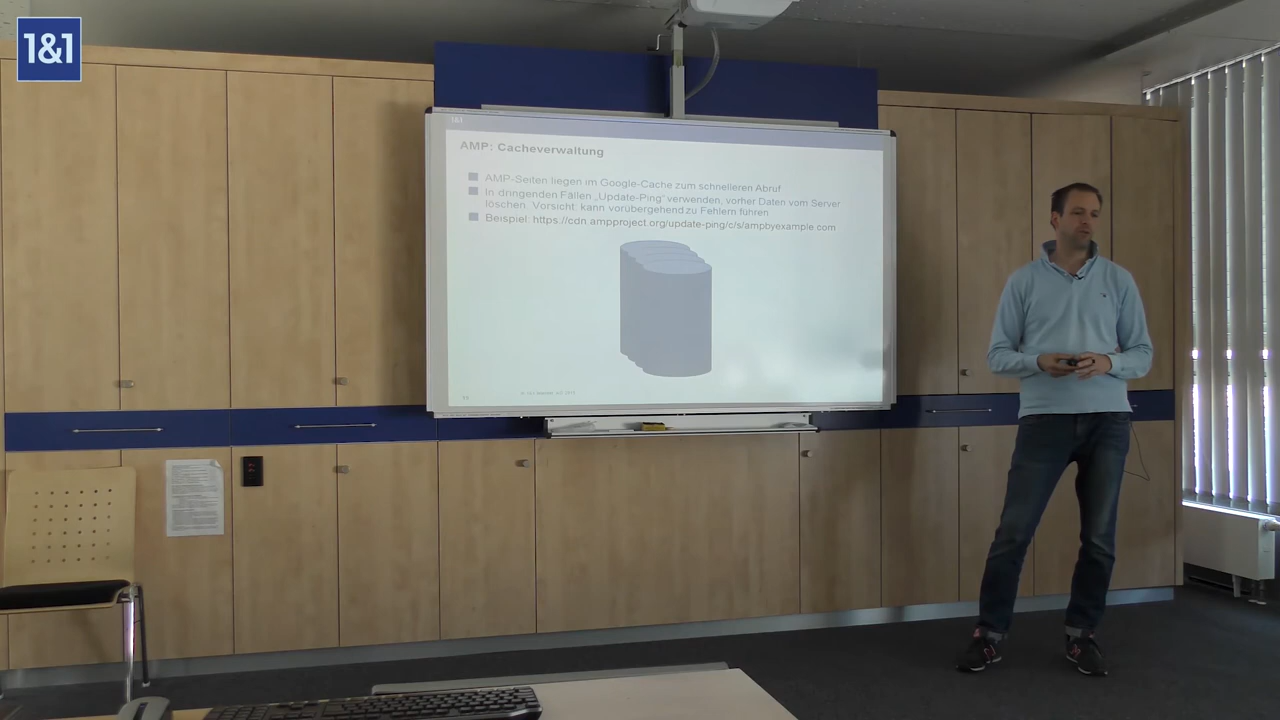 1&1
1&1
AMP: Cacheverwaltung
AMP-Seiten liegen im Google-Cache zum schnelleren Abruf
In dringenden Fällen „Update-Ping“ verwenden, vorher Daten vom Server
löschen. Vorsicht: kann vorübergehend zu Fehlern führen
Beispiel: https://cdn.ampproject.org/update-ping/c/s/ampbyexample.com